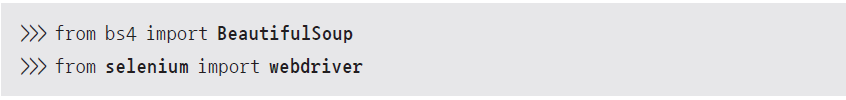 >>> from bs4 import BeautifulSoup
>>> from selenium import webdriver